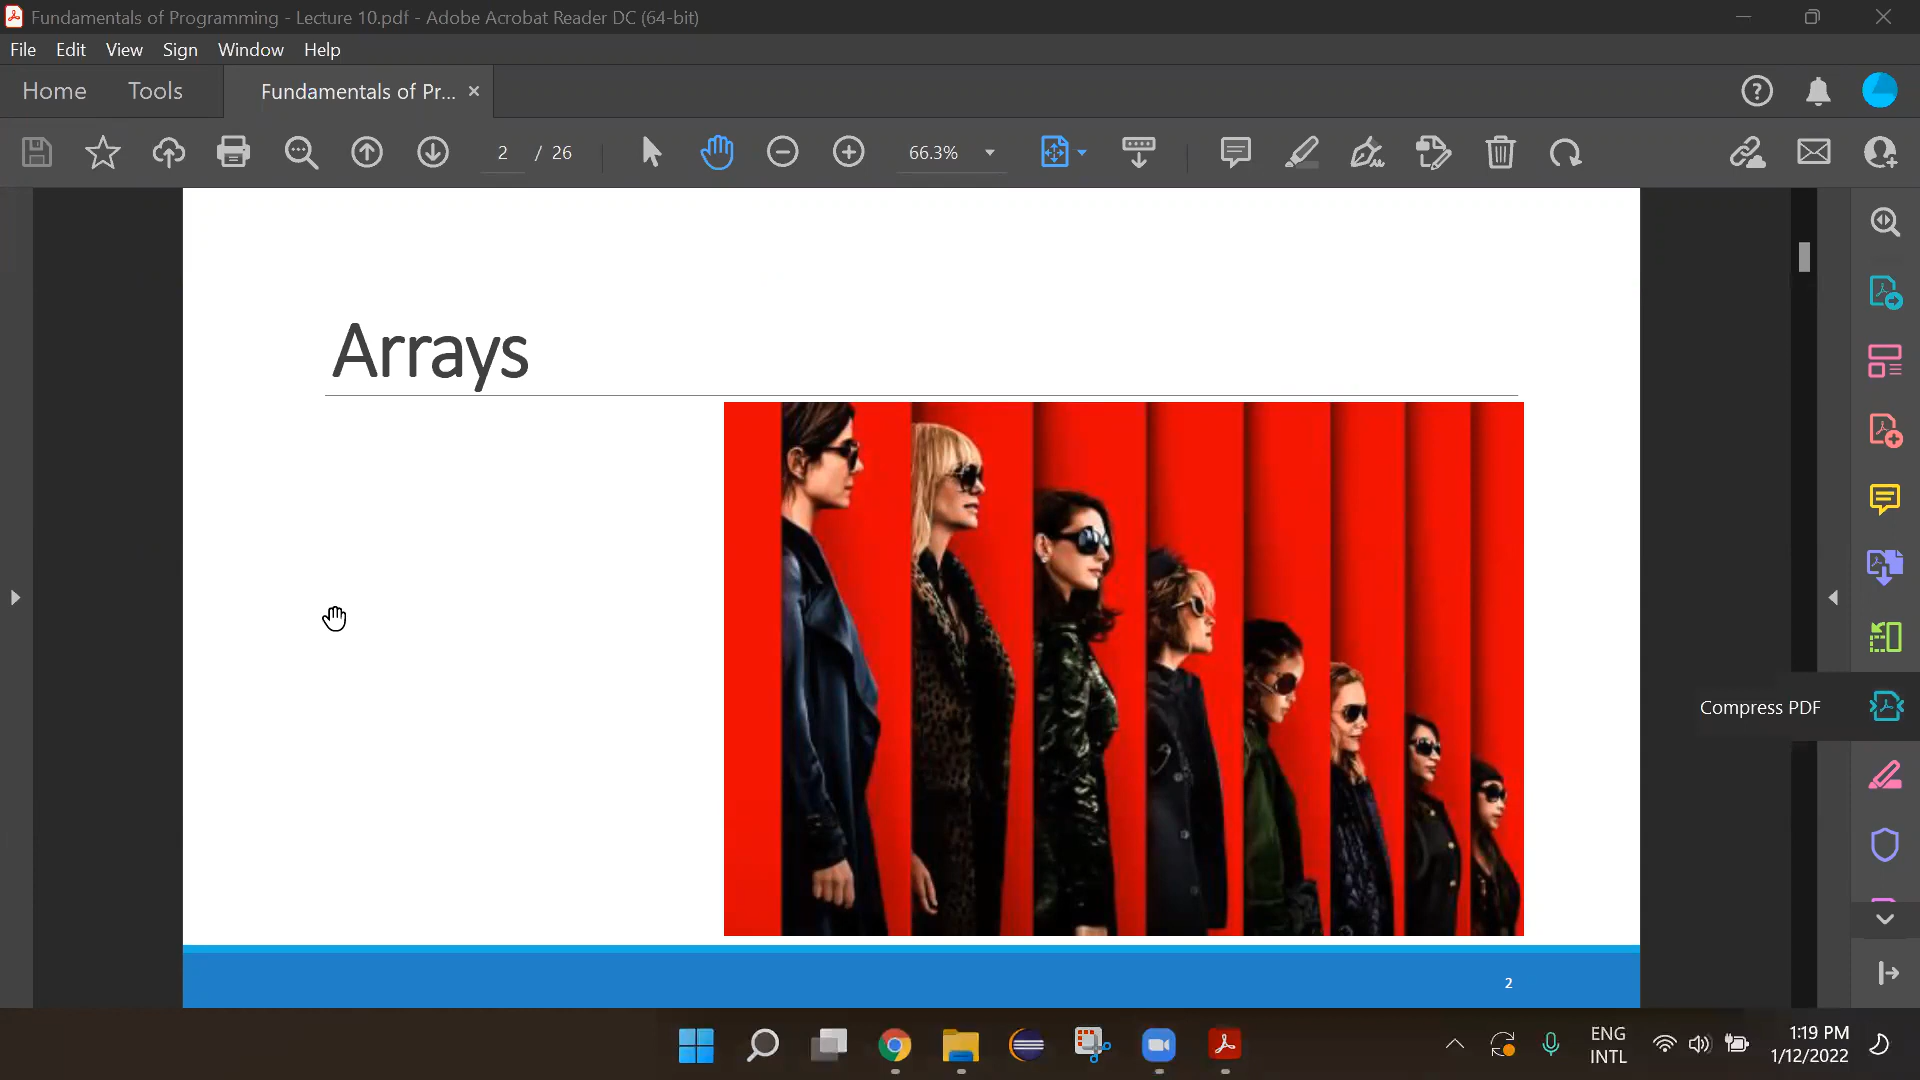 Fundamentals of Programming - Lecture 10.pdf - Adobe Acrobat Reader DC (64-bit)
File Edit View Sign Window Help
Home Tools Fundamentals of Pr... ×
2 / 26 66.3%
Arrays
Compress PDF
2
ENG
INTL
1:19 PM
1/12/2022